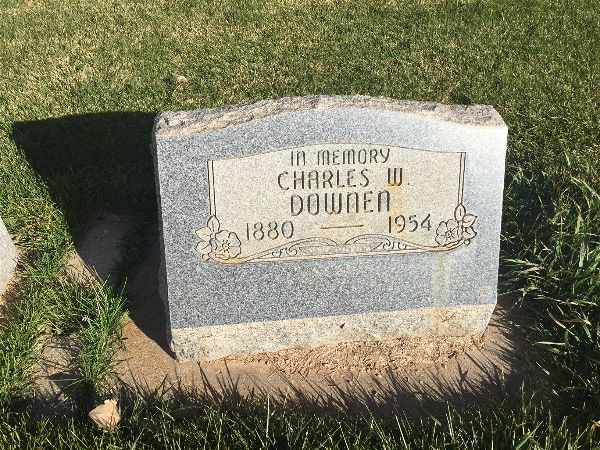 IN MEMORY
CHARLES W.
DOWNEN
1880 — 1954